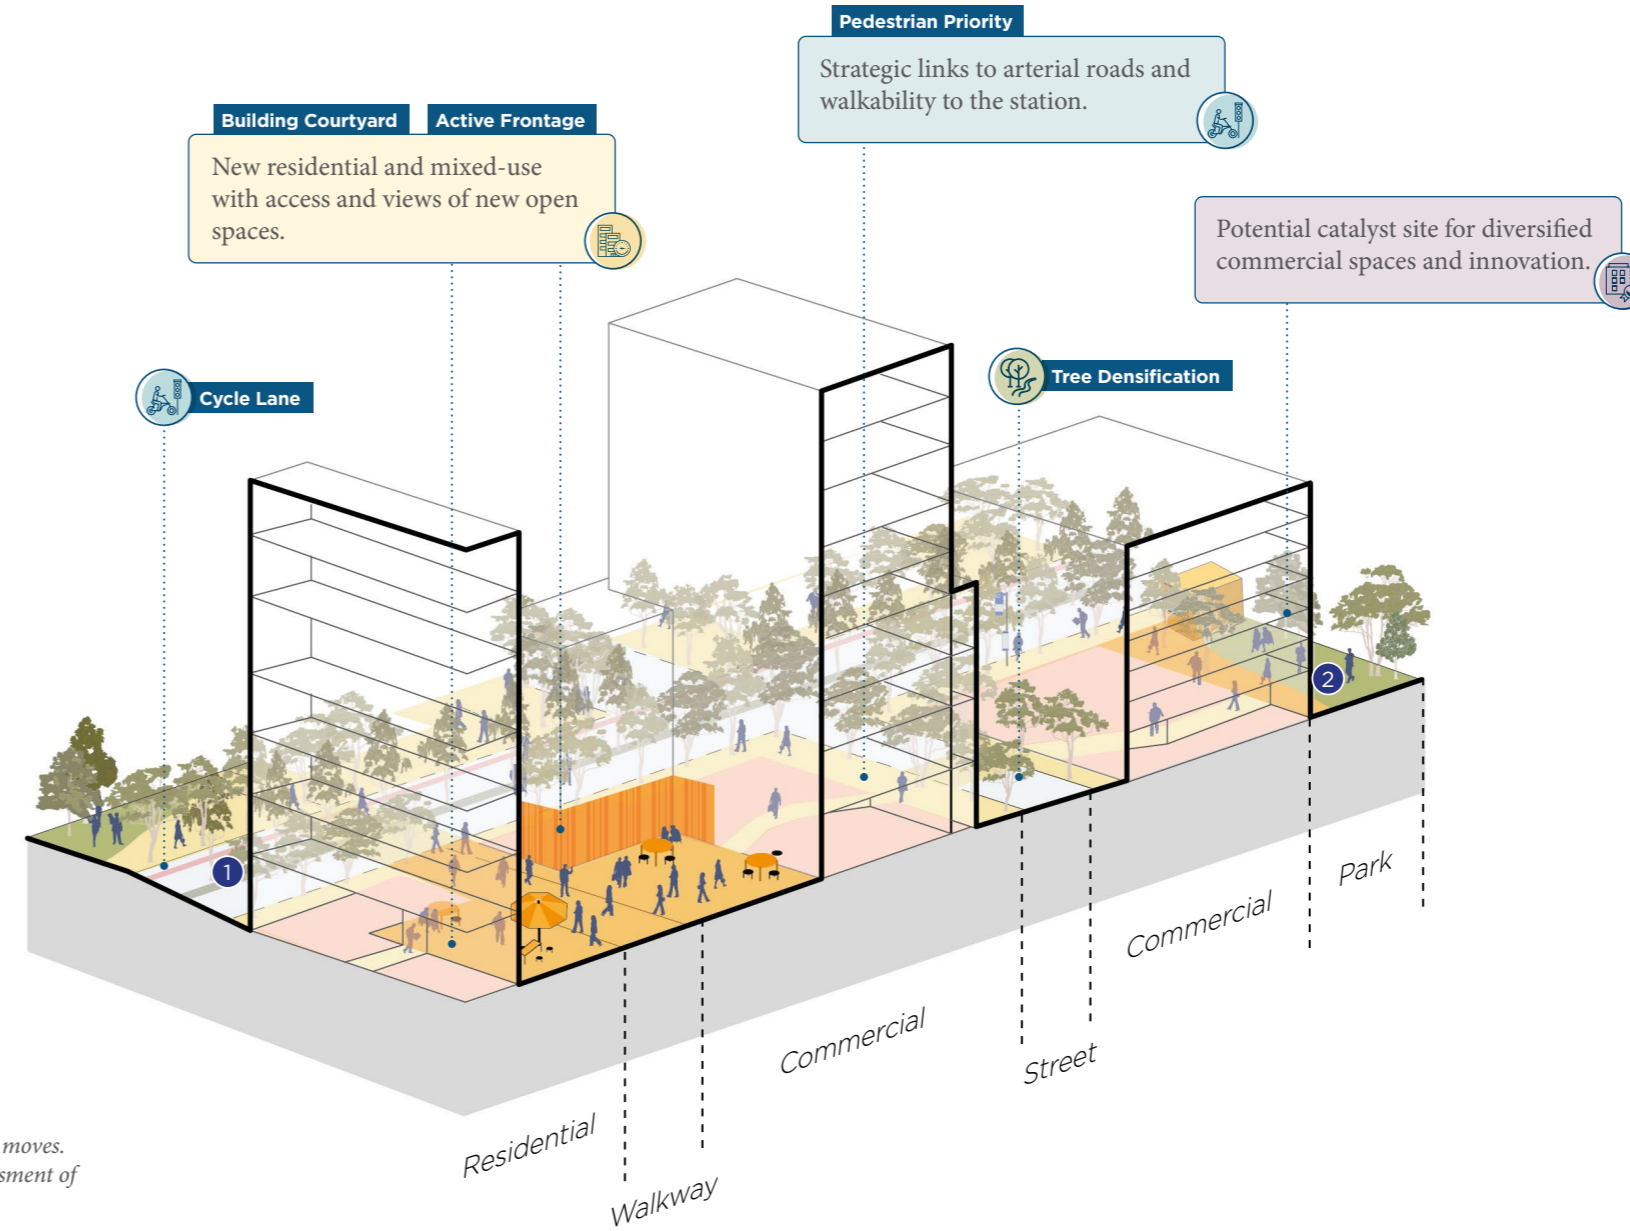 Pedestrian Priority
Strategic links to arterial roads and
walkability to the station.
Building Courtyard
Active Frontage
New residential and mixed-use
with access and views of new open
spaces.
Potential catalyst site for diversified
commercial spaces and innovation.
Tree Densification
Cycle Lane
1
2
Park
Commercial
Street
Commercial
Walkway
Residential
moves.
sment of